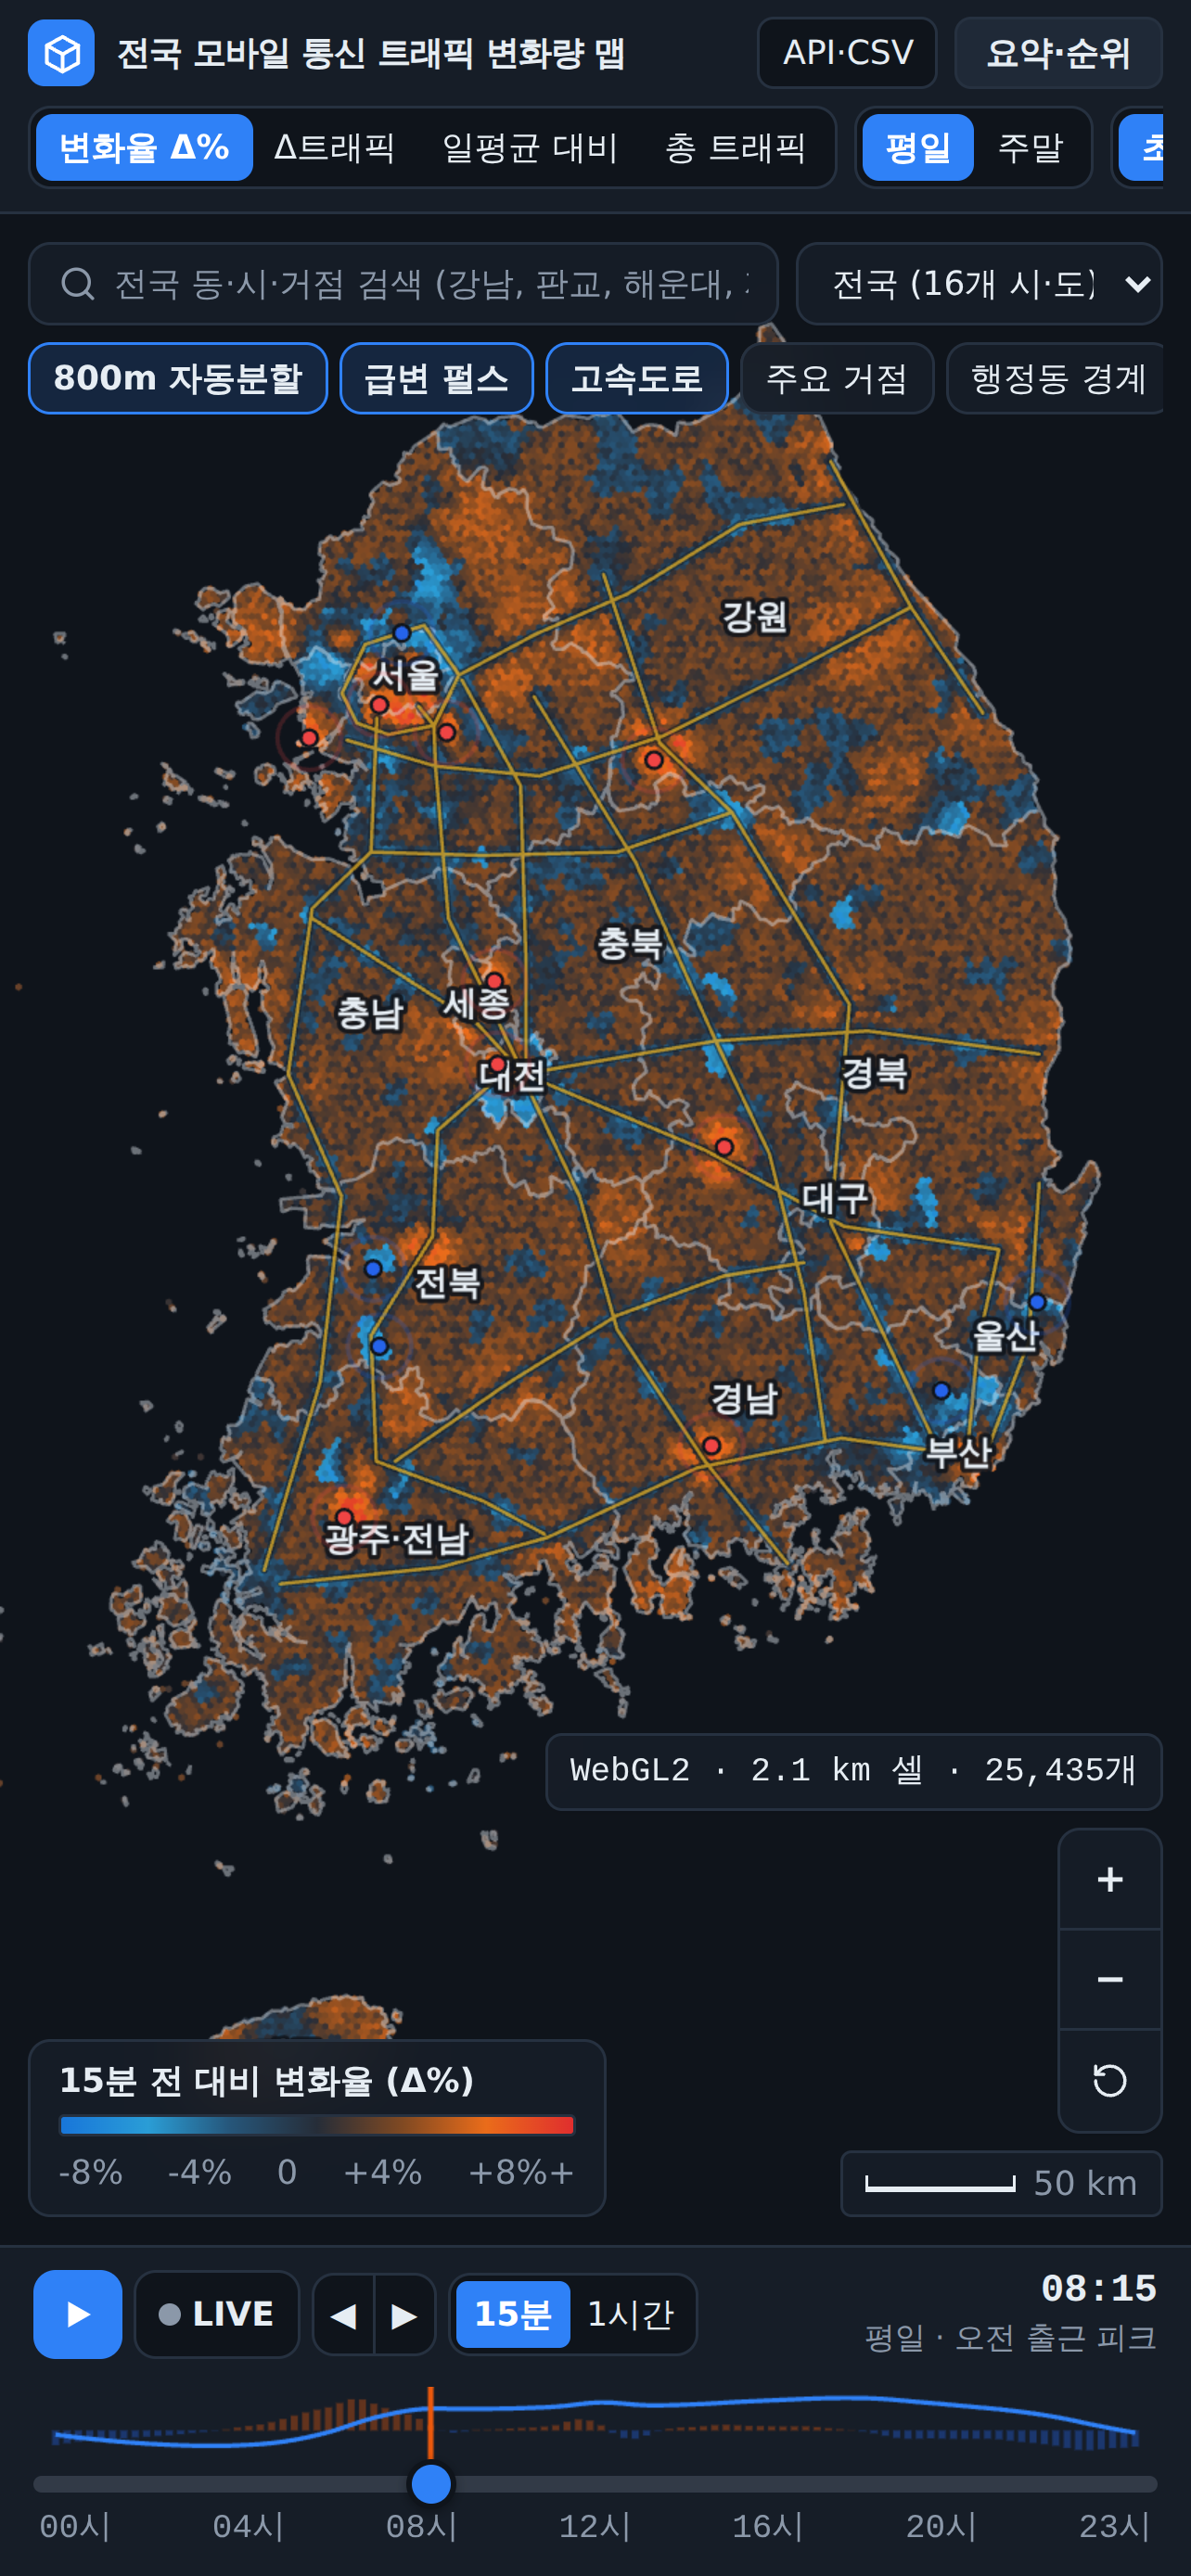 전국 모바일 통신 트래픽 변화량 맵
API·CSV
요약·순위
변화율 Δ%
Δ트래픽
일평균 대비
총 트래픽
평일
주말
전국 동·시·거점 검색 (강남, 판교, 해운대,
전국 (16개 시·도)
800m 자동분할
급변 펄스
고속도로
주요 거점
행정동 경계
강원
서울
충북
세종
충남
대전
경북
대구
전북
울산
경남
부산
광주·전남
WebGL2 · 2.1 km 셀 · 25,435개
+
−
15분 전 대비 변화율 (Δ%)
-8% -4% 0 +4% +8%+
50 km
LIVE
15분
1시간
08:15
평일 · 오전 출근 피크
00시 04시 08시 12시 16시 20시 23시